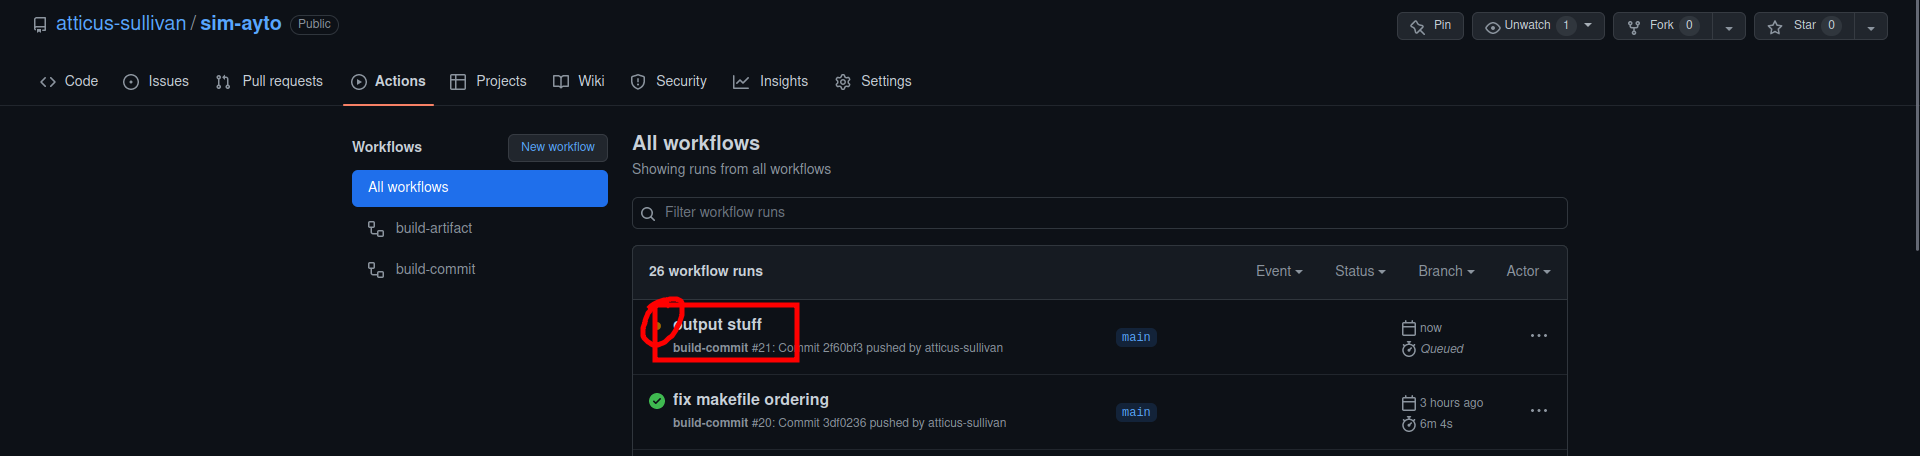 atticus-sullivan / sim-ayto Public
Pin Unwatch 1 Fork 0 Star 0
Code Issues Pull requests Actions Projects Wiki Security Insights Settings
Workflows New workflow
All workflows
build-artifact
build-commit
All workflows
Showing runs from all workflows
Filter workflow runs
26 workflow runs Event Status Branch Actor
output stuff
build-commit #21: Commit 2f60bf3 pushed by atticus-sullivan
main
now
Queued
fix makefile ordering
build-commit #20: Commit 3df0236 pushed by atticus-sullivan
main
3 hours ago
6m 4s